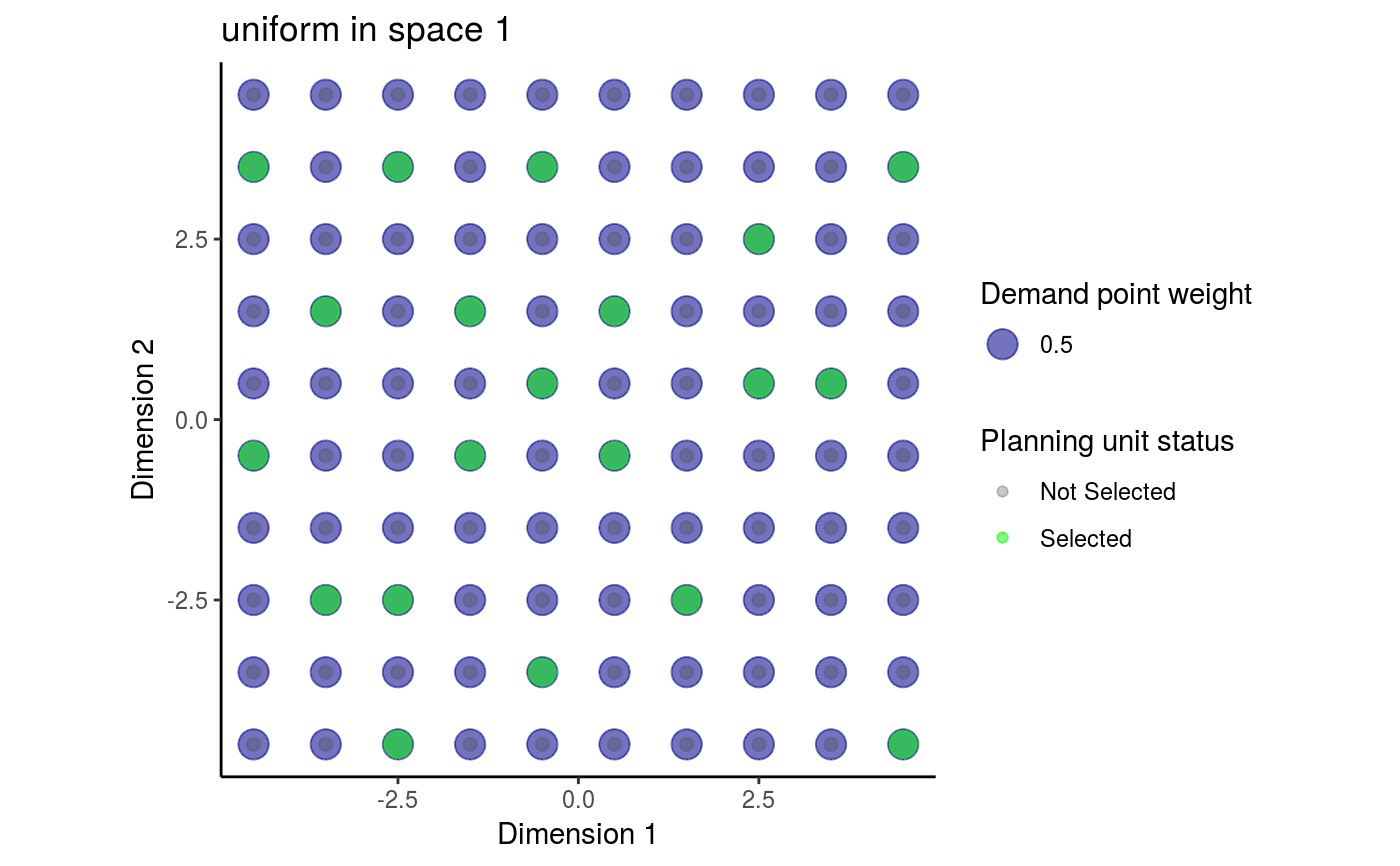 uniform in space 1
2.5
0.0
-2.5
Dimension 2
-2.5
0.0
2.5
Dimension 1
Demand point weight
0.5
Planning unit status
Not Selected
Selected